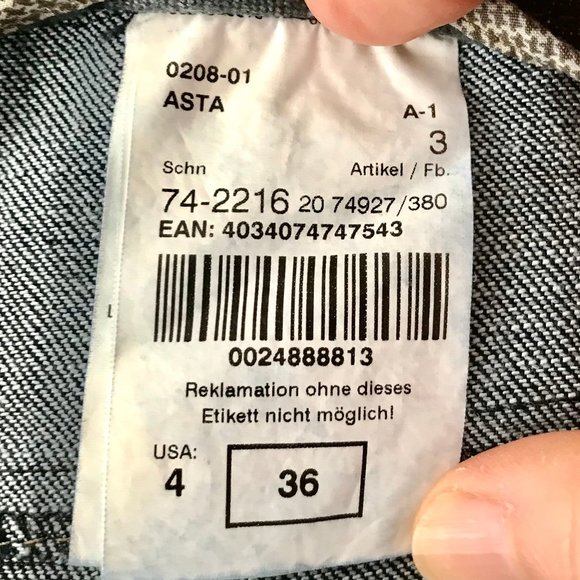 0208-01
ASTA
A-1
3
Schn Artikel / Fb.
74-2216 20 74927/380
EAN: 4034074747543
0024888813
Reklamation ohne dieses
Etikett nicht möglich!
USA:
4 36